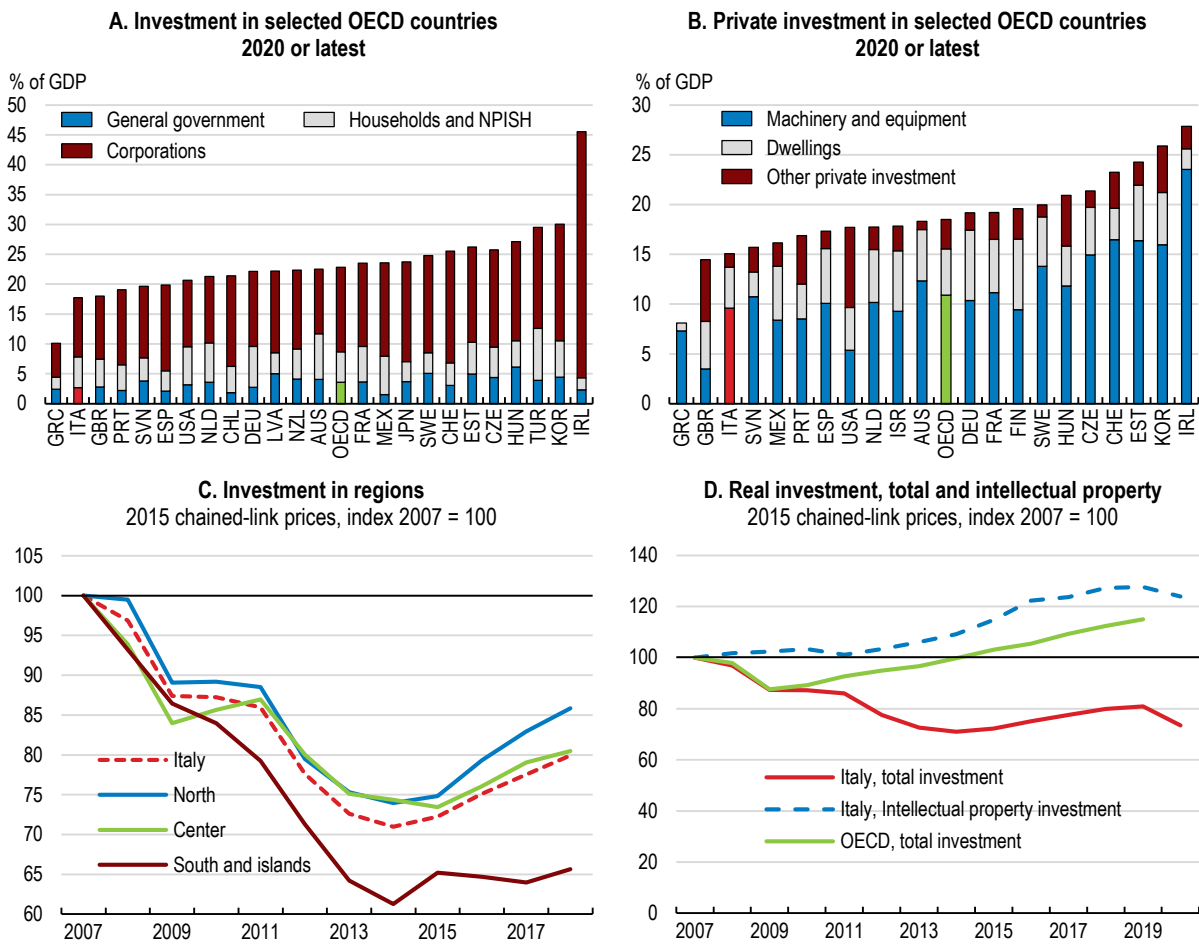 A. Investment in selected OECD countries
2020 or latest
% of GDP
50
45
40
35
30
25
20
15
10
5
0
General government
Households and NPISH
Corporations
GRC
ITA
GBR
PRT
SVN
ESP
USA
NLD
CHL
DEU
LVA
NZL
AUS
OECD
FRA
MEX
JPN
SWE
CHE
EST
CZE
HUN
TUR
KOR
IRL
B. Private investment in selected OECD countries
2020 or latest
% of GDP
30
25
20
15
10
5
0
Machinery and equipment
Dwellings
Other private investment
GRC
GBR
ITA
SVN
MEX
PRT
ESP
USA
NLD
ISR
AUS
OECD
DEU
FRA
FIN
SWE
HUN
CZE
CHE
EST
KOR
IRL
C. Investment in regions
2015 chained-link prices, index 2007 = 100
105
100
95
90
85
80
75
70
65
60
Italy
North
Center
South and islands
2007 2009 2011 2013 2015 2017
D. Real investment, total and intellectual property
2015 chained-link prices, index 2007 = 100
140
120
100
80
60
40
20
0
Italy, total investment
Italy, Intellectual property investment
OECD, total investment
2007 2009 2011 2013 2015 2017 2019